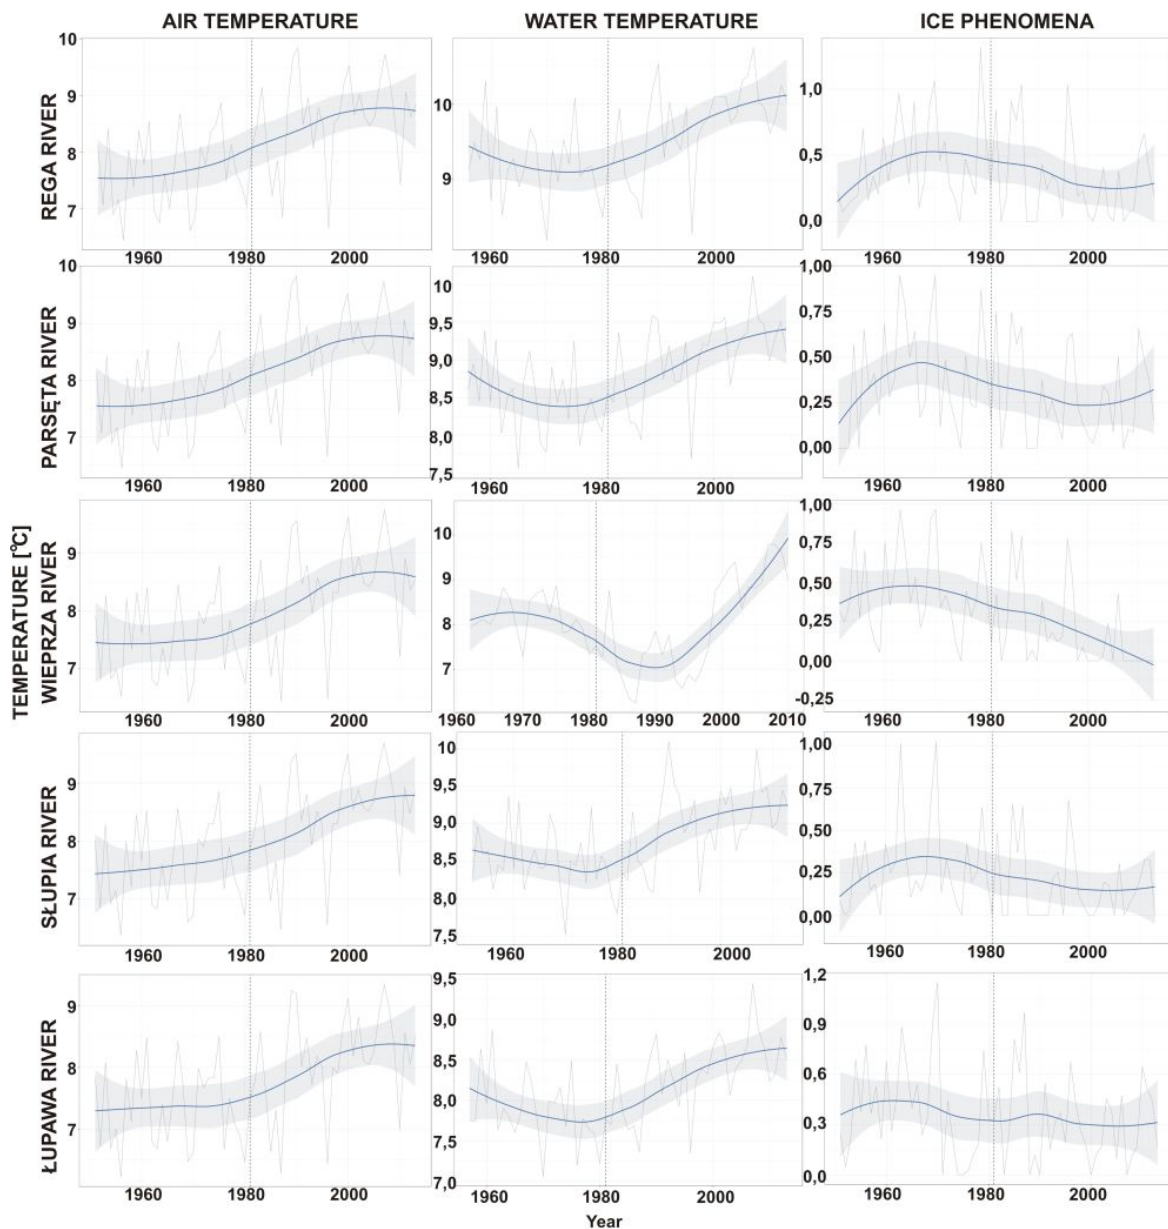 AIR TEMPERATURE WATER TEMPERATURE ICE PHENOMENA
TEMPERATURE [°C]
REGA RIVER
10
9
8
7
1960 1980 2000
10
9
1960 1980 2000
1,0
0,5
0,0
1960 1980 2000
PARSĘTA RIVER
10
9
8
7
1960 1980 2000
10
9,5
9,0
8,5
8,0
7,5
1960 1980 2000
1,00
0,75
0,50
0,25
0,00
1960 1980 2000
WIEPRZA RIVER
9
8
7
1960 1980 2000
10
9
8
7
1960 1970 1980 1990 2000 2010
1,00
0,75
0,50
0,25
0,00
-0,25
1960 1980 2000
SŁUPIA RIVER
9
8
7
1960 1980 2000
10
9,5
9,0
8,5
8,0
7,5
1960 1980 2000
1,00
0,75
0,50
0,25
0,00
1960 1980 2000
ŁUPAWA RIVER
9
8
7
1960 1980 2000
9,5
9,0
8,5
8,0
7,5
7,0
1960 1980 2000
1,2
0,9
0,6
0,3
0,0
1960 1980 2000
Year